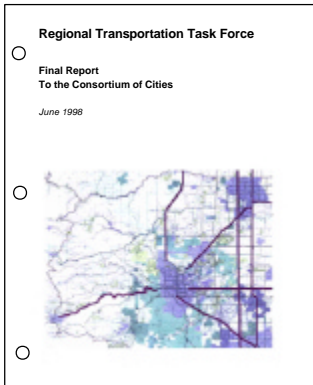 Regional Transportation Task Force
Final Report
To the Consortium of Cities
June 1998